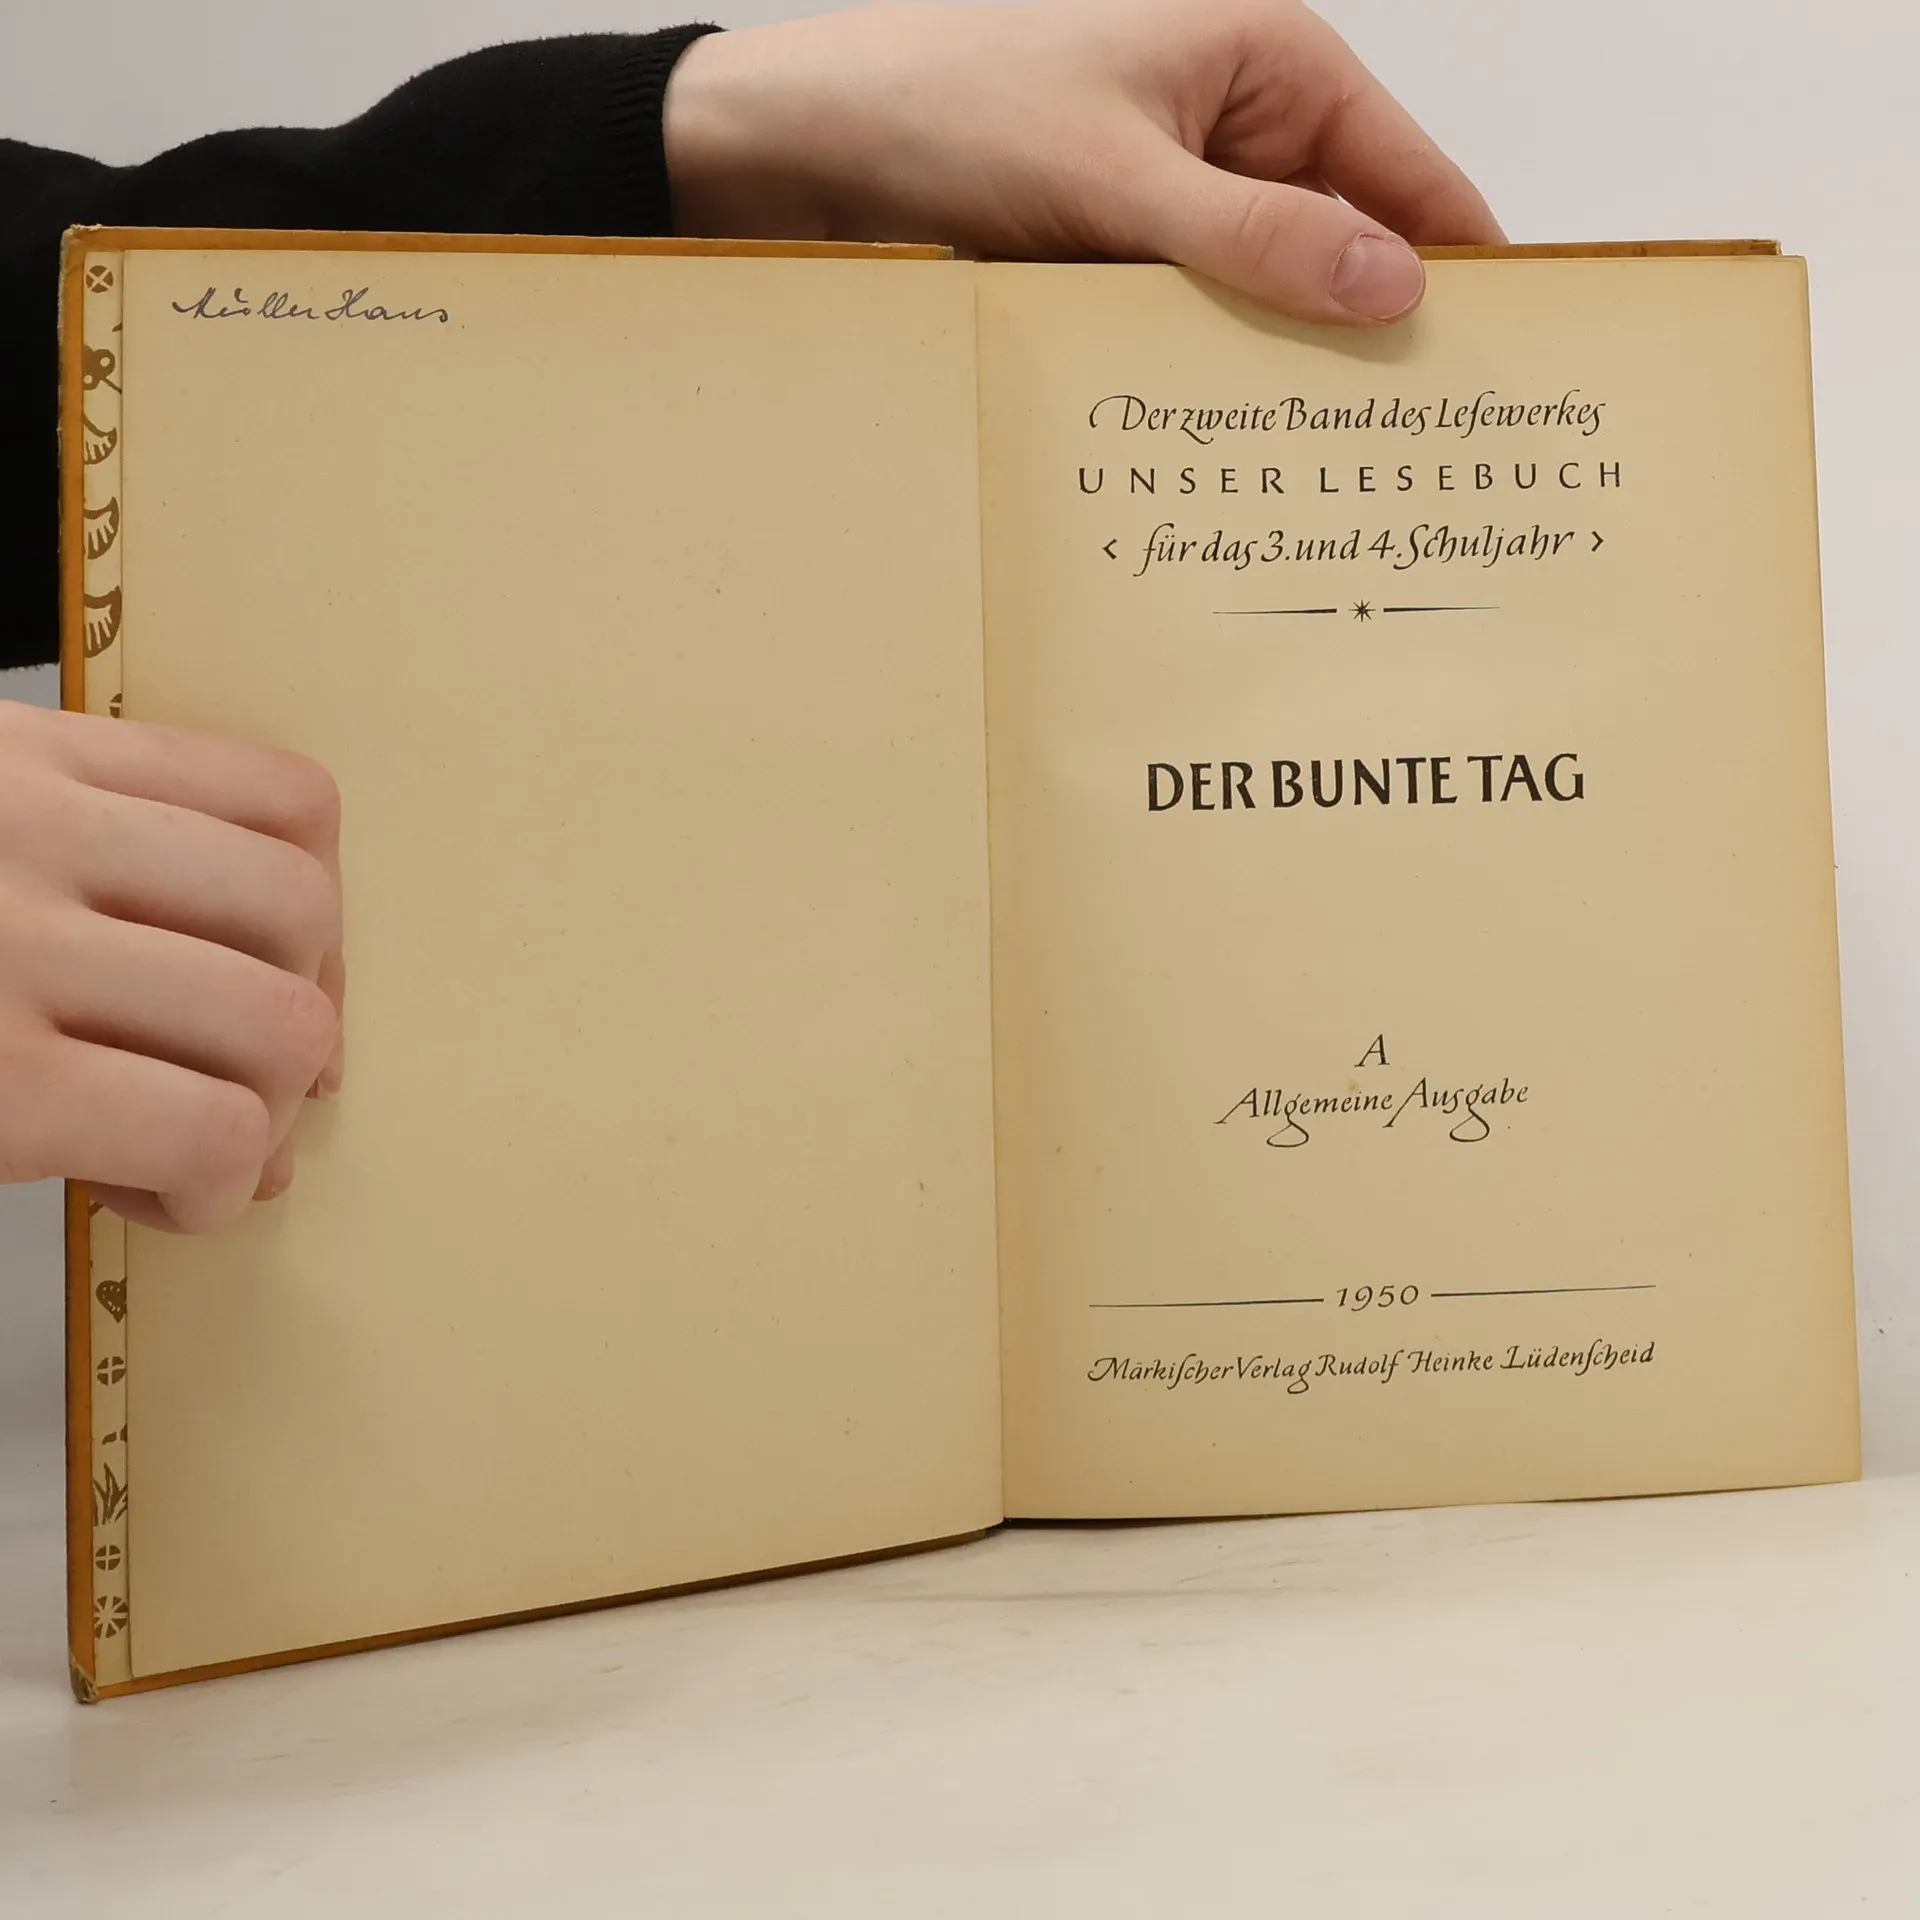 Müller Hans
Der zweite Band des Leſewerkes
UNSER LESEBUCH
‹ für das 3. und 4. Schuljahr ›
DER BUNTE TAG
A
Allgemeine Ausgabe
1950
Märkiſcher Verlag Rudolf Heinke Lüdenſcheid